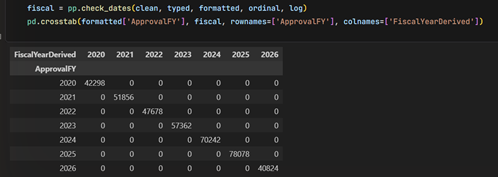 fiscal = pp.check_dates(clean, typed, formatted, ordinal, log)
pd.crosstab(formatted['ApprovalFY'], fiscal, rownames=['ApprovalFY'], colnames=['FiscalYearDerived'])
FiscalYearDerived 2020 2021 2022 2023 2024 2025 2026
ApprovalFY
2020 42298 0 0 0 0 0 0
2021 0 51856 0 0 0 0 0
2022 0 0 47678 0 0 0 0
2023 0 0 0 57362 0 0 0
2024 0 0 0 0 70242 0 0
2025 0 0 0 0 0 78078 0
2026 0 0 0 0 0 0 40824